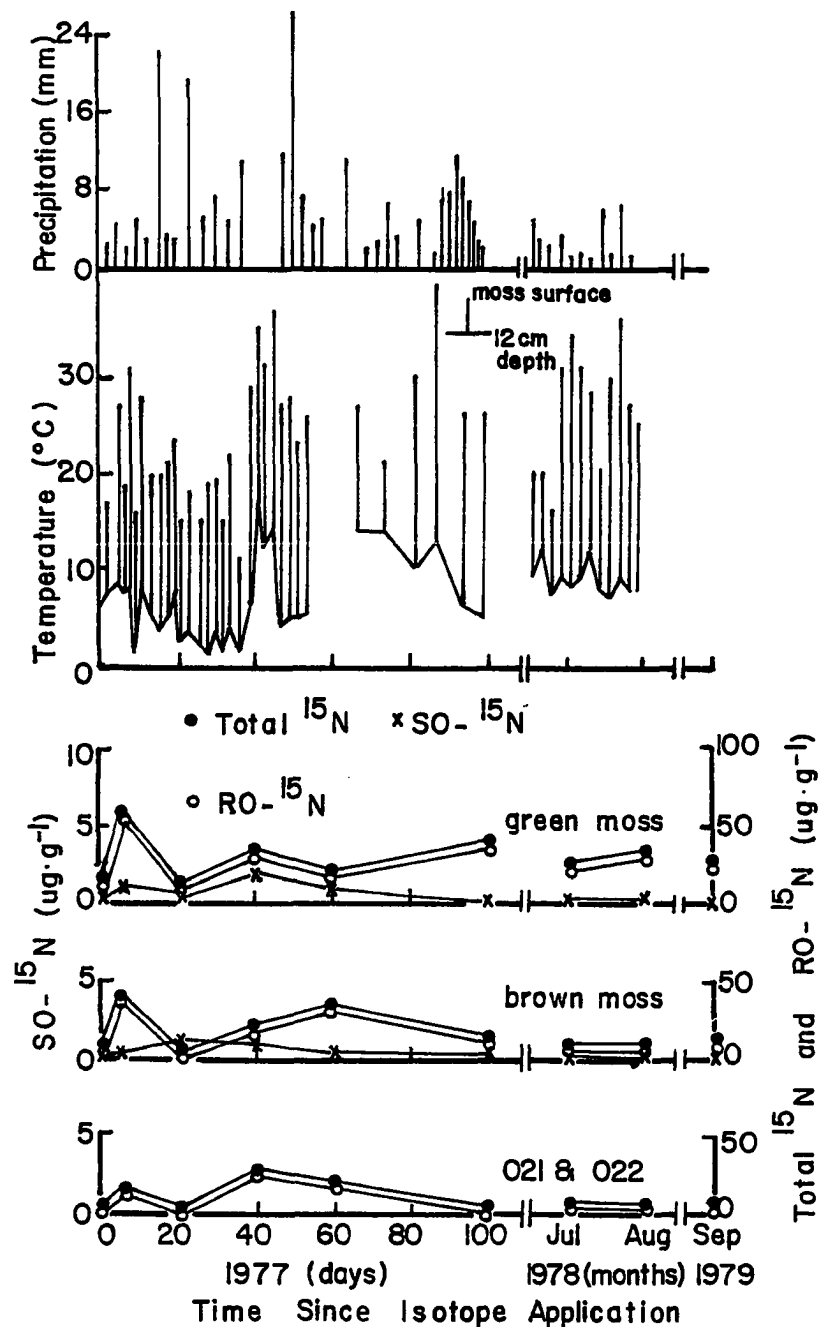 Precipitation (mm)
24
16
8
0
moss surface
12cm
depth
Temperature (°C)
30
20
10
0
● Total ¹⁵N x SO-¹⁵N
○ RO-¹⁵N
SO-¹⁵N (ug·g⁻¹)
Total ¹⁵N and RO-¹⁵N (ug·g⁻¹)
10
5
0
green moss
100
50
0
5
0
brown moss
50
0
5
0
021 & 022
50
0
0 20 40 60 80 100 Jul Aug Sep
1977 (days) 1978(months) 1979
Time Since Isotope Application